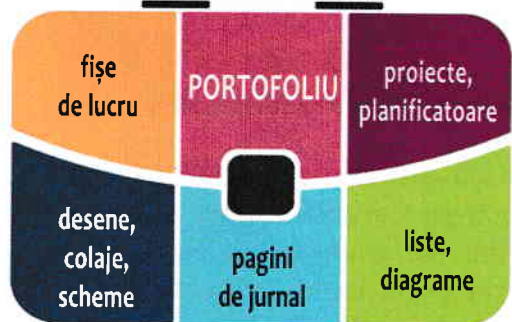 fișe
de lucru
PORTOFOLIU
proiecte,
planificatoare
desene,
colaje,
scheme
pagini
de jurnal
liste,
diagrame